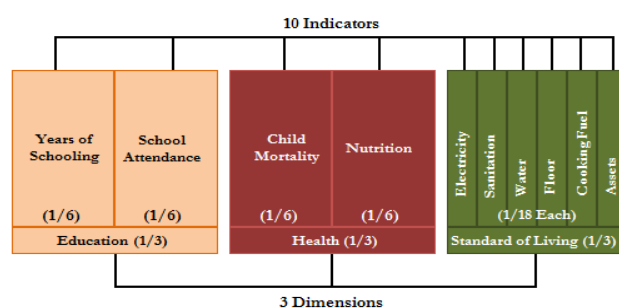 10 Indicators
Years of
Schooling
(1/6)
School
Attendance
(1/6)
Education (1/3)
Child
Mortality
(1/6)
Nutrition
(1/6)
Health (1/3)
Electricity
Sanitation
Water
Floor
Cooking Fuel
Assets
(1/18 Each)
Standard of Living (1/3)
3 Dimensions